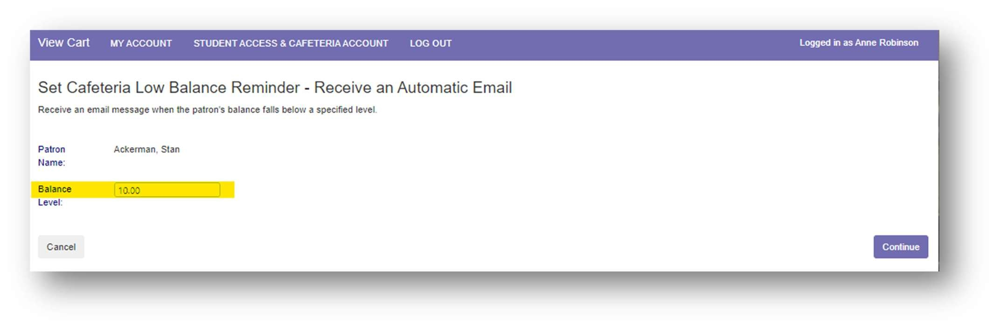 View Cart MY ACCOUNT STUDENT ACCESS & CAFETERIA ACCOUNT LOG OUT Logged in as Anne Robinson
Set Cafeteria Low Balance Reminder - Receive an Automatic Email
Receive an email message when the patron's balance falls below a specified level.
Patron Ackerman, Stan
Name:
Balance 10.00
Level:
Cancel Continue